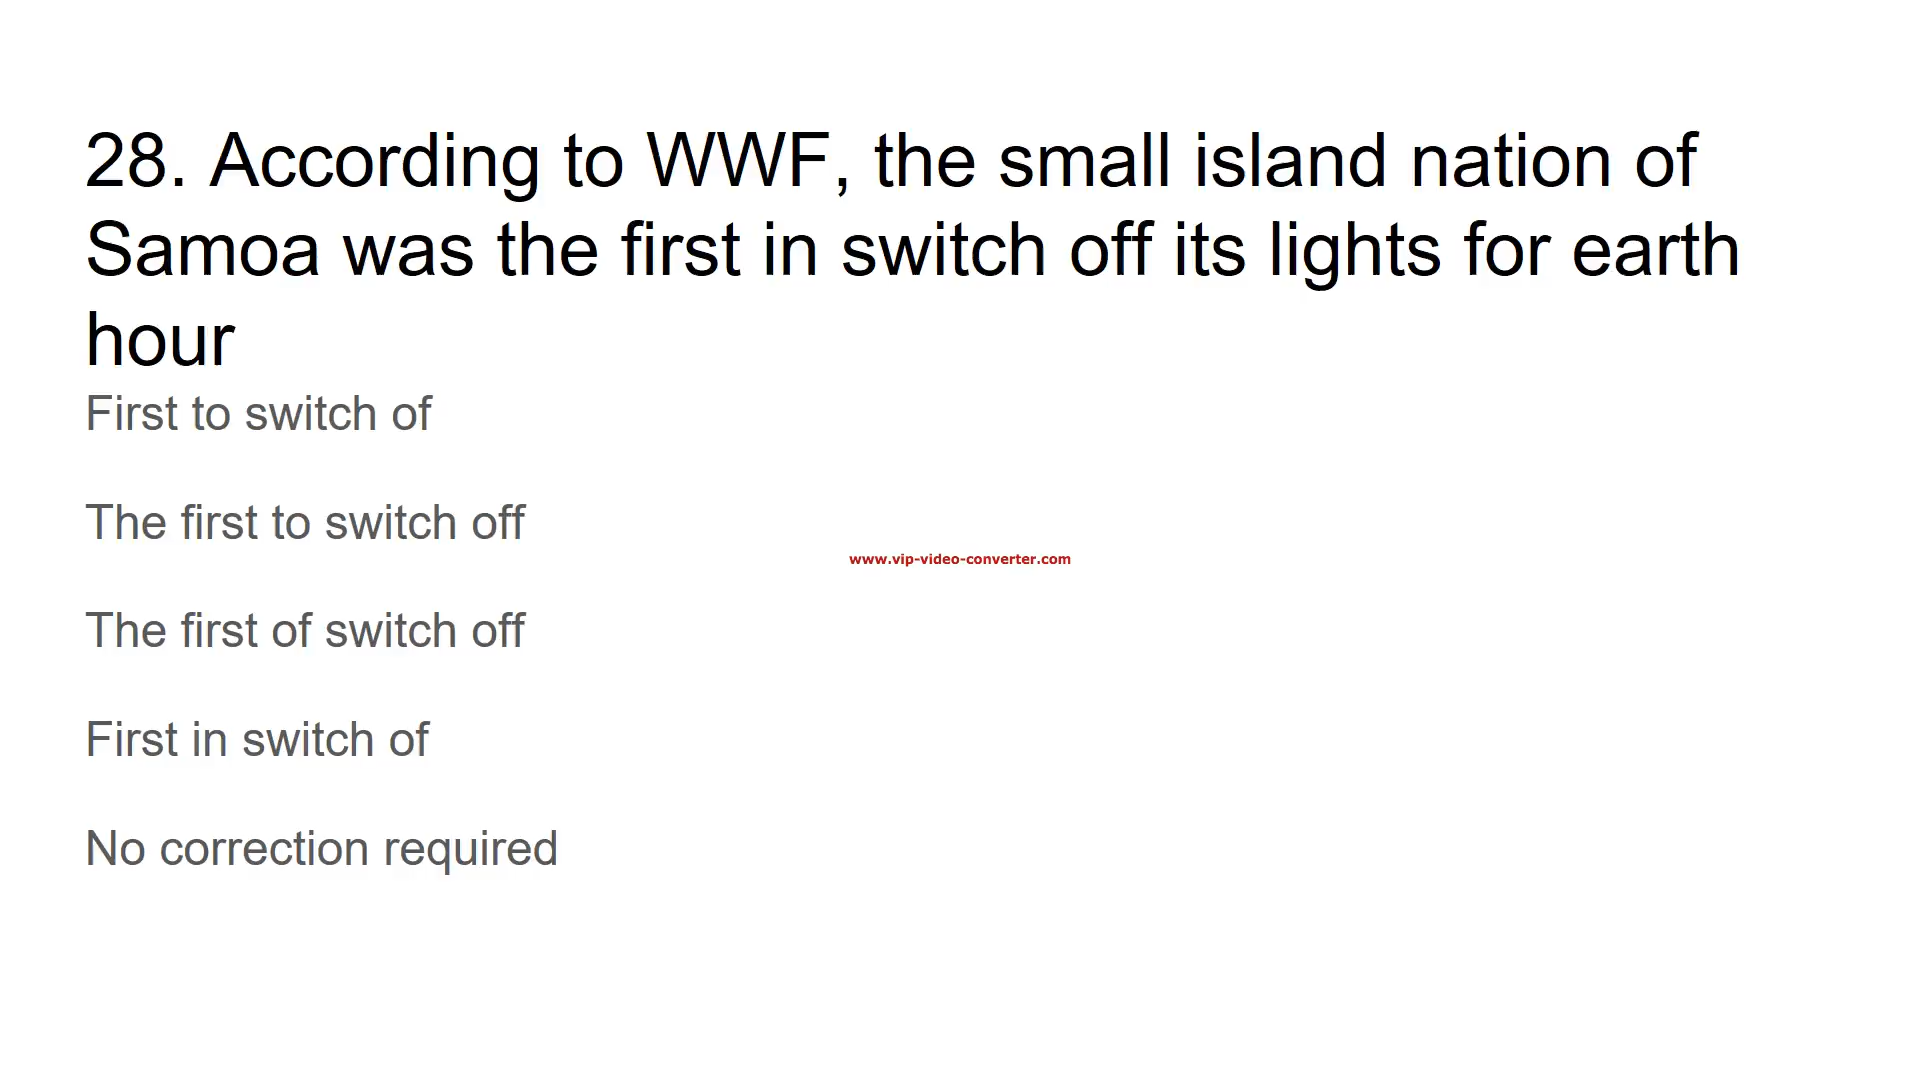 28. According to WWF, the small island nation of
Samoa was the first in switch off its lights for earth
hour
First to switch of
The first to switch off
www.vip-video-converter.com
The first of switch off
First in switch of
No correction required